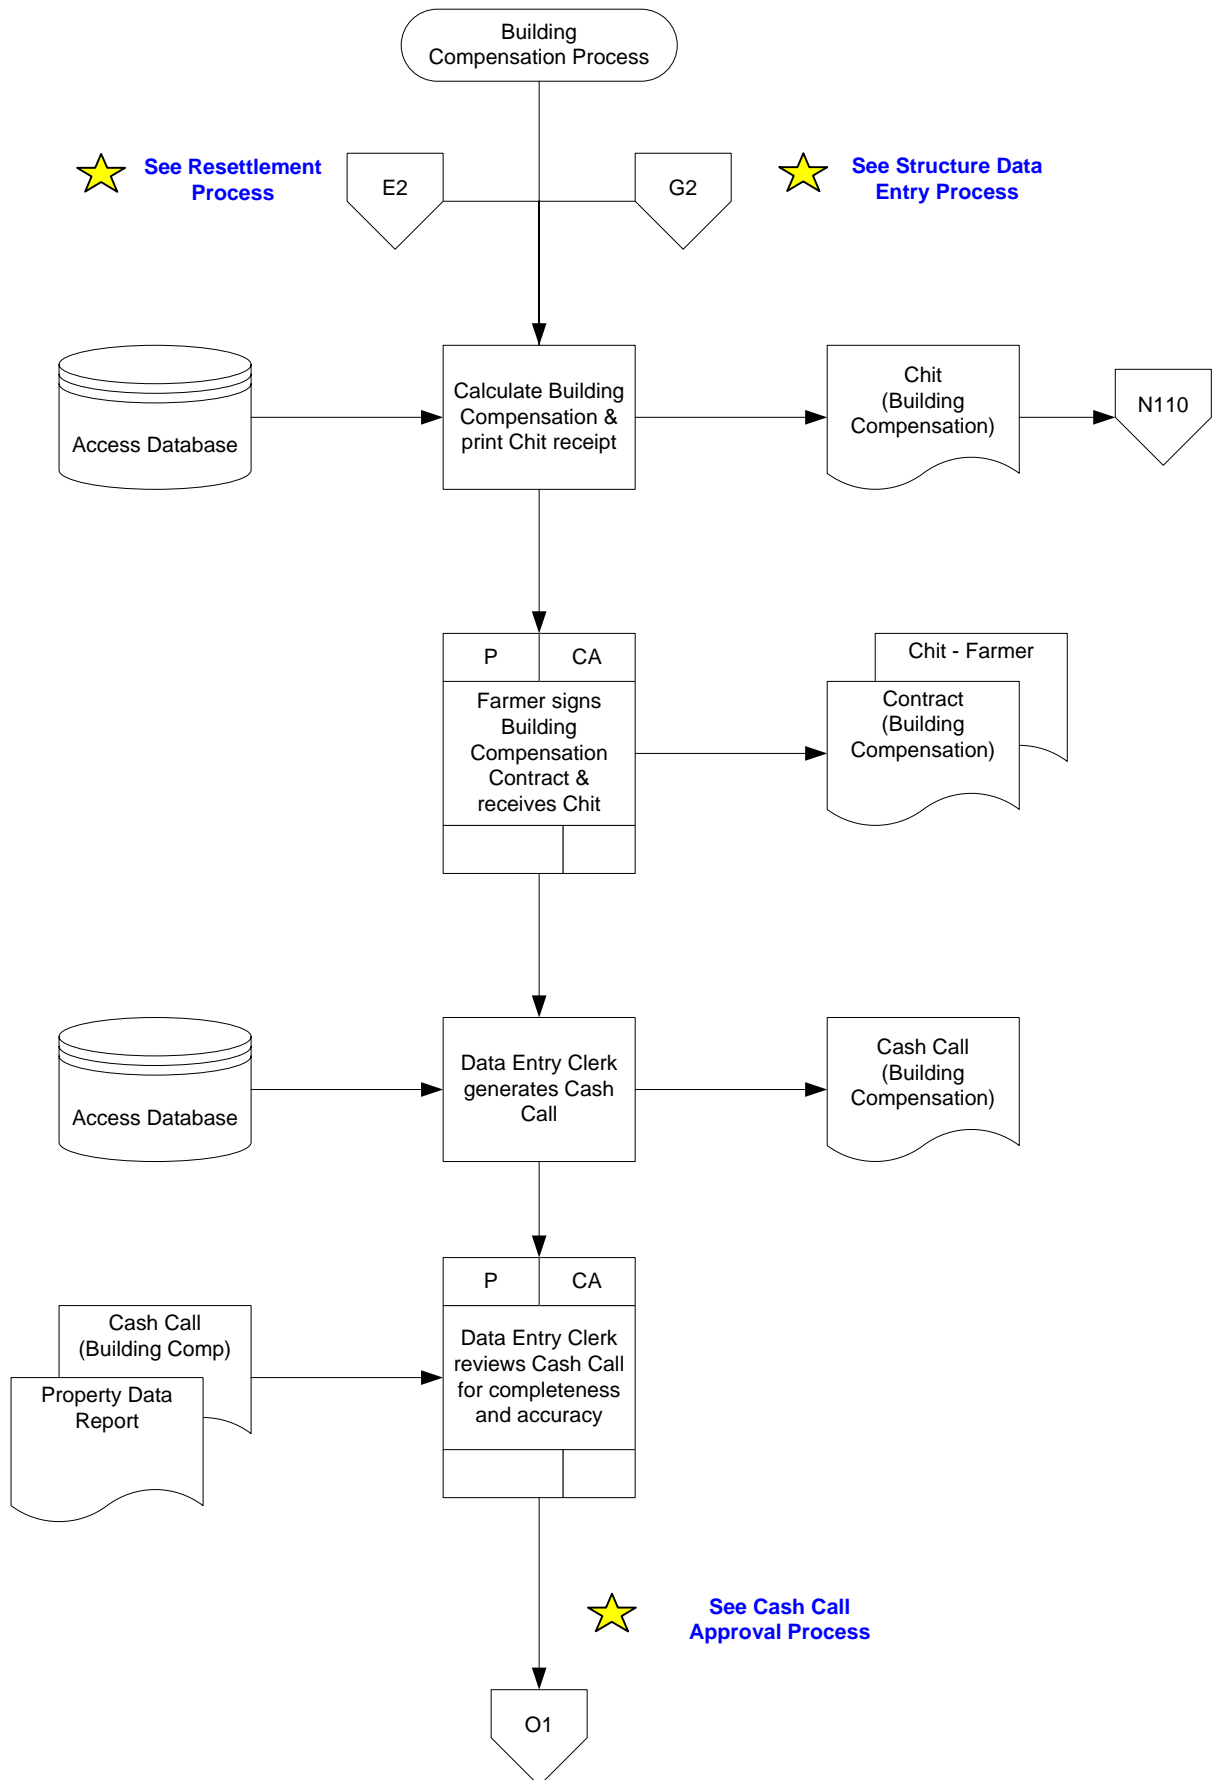 Building
Compensation Process
See Resettlement
Process
E2
G2
See Structure Data
Entry Process
Access Database
Calculate Building
Compensation &
print Chit receipt
Chit
(Building
Compensation)
N110
P
CA
Farmer signs
Building
Compensation
Contract &
receives Chit
Chit - Farmer
Contract
(Building
Compensation)
Access Database
Data Entry Clerk
generates Cash
Call
Cash Call
(Building
Compensation)
P
CA
Data Entry Clerk
reviews Cash Call
for completeness
and accuracy
Cash Call
(Building Comp)
Property Data
Report
See Cash Call
Approval Process
O1